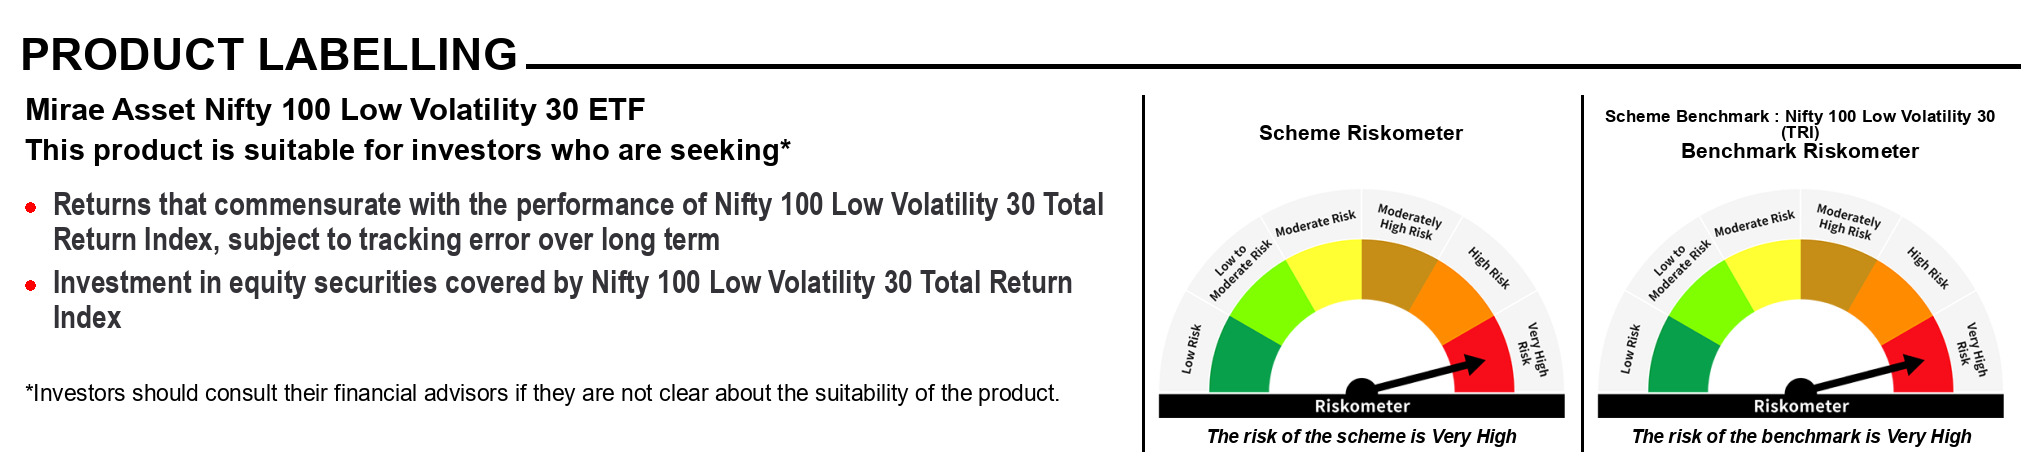 PRODUCT LABELLING
Mirae Asset Nifty 100 Low Volatility 30 ETF
This product is suitable for investors who are seeking*
Returns that commensurate with the performance of Nifty 100 Low Volatility 30 Total
Return Index, subject to tracking error over long term
Investment in equity securities covered by Nifty 100 Low Volatility 30 Total Return
Index
*Investors should consult their financial advisors if they are not clear about the suitability of the product.
Scheme Riskometer
Low Risk
Low to
Moderate Risk
Moderate Risk
Moderately
High Risk
High Risk
Very High
Risk
Riskometer
The risk of the scheme is Very High
Scheme Benchmark : Nifty 100 Low Volatility 30
(TRI)
Benchmark Riskometer
Low Risk
Low to
Moderate Risk
Moderate Risk
Moderately
High Risk
High Risk
Very High
Risk
Riskometer
The risk of the benchmark is Very High